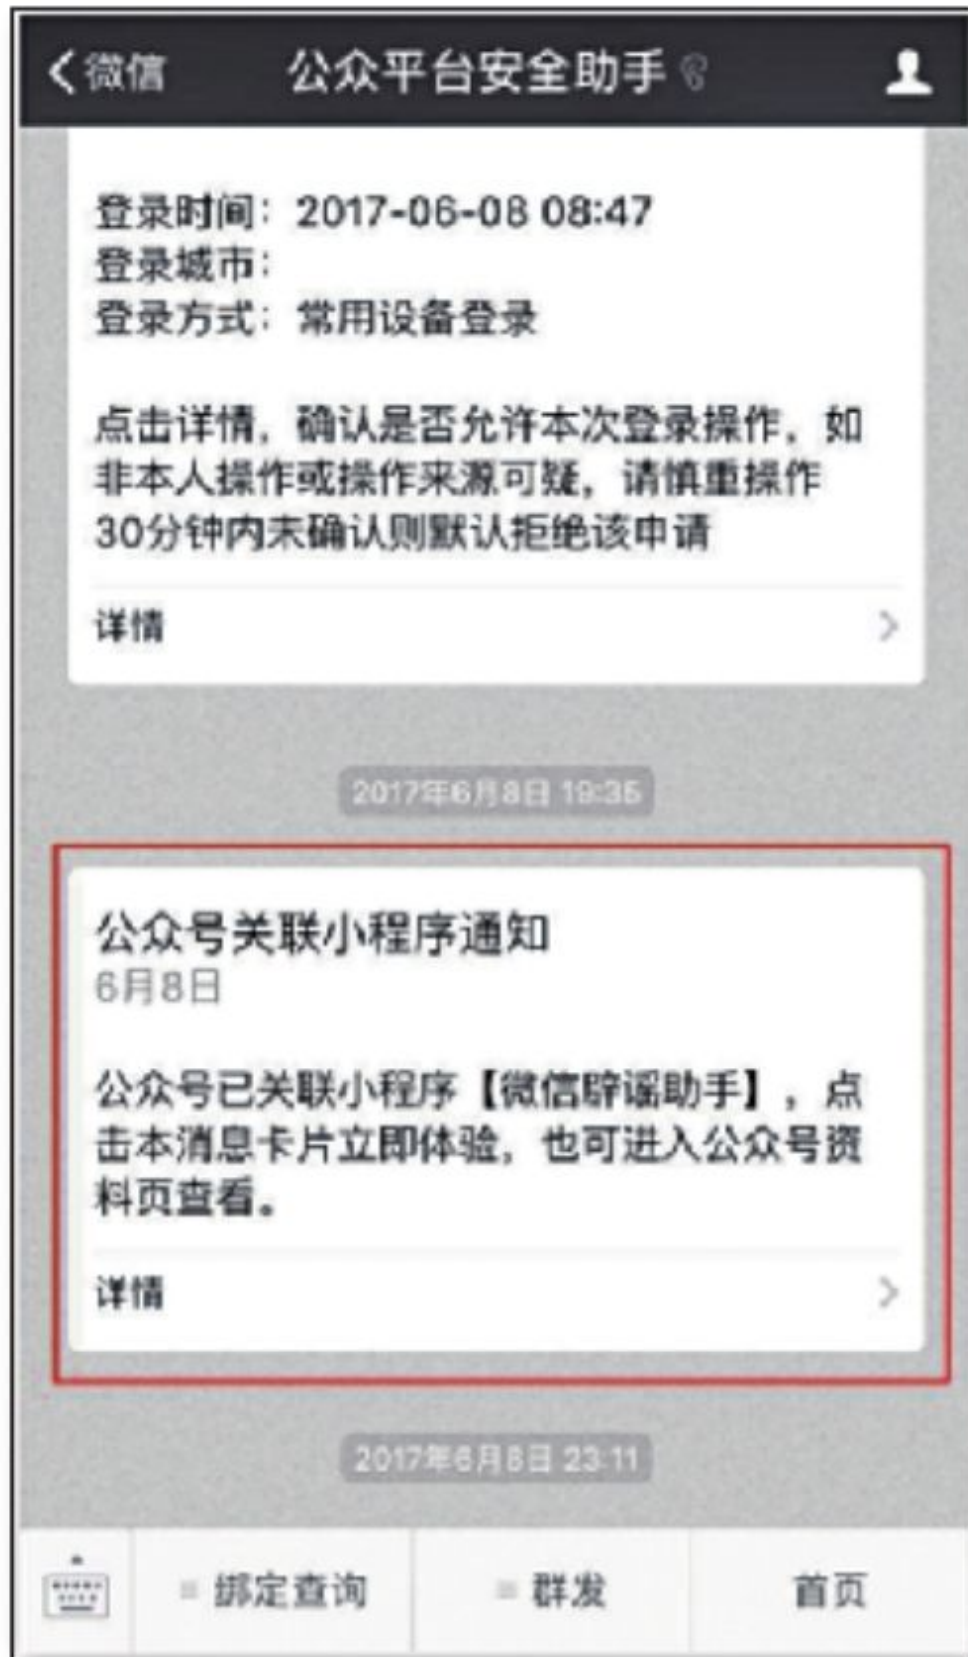 微信
公众平台安全助手
登录时间：2017-06-08 08:47
登录城市：
登录方式：常用设备登录
点击详情，确认是否允许本次登录操作，如
非本人操作或操作来源可疑，请慎重操作
30分钟内未确认则默认拒绝该申请
详情
2017年6月8日 19:35
公众号关联小程序通知
6月8日
公众号已关联小程序【微信辟谣助手】，点
击本消息卡片立即体验，也可进入公众号资
料页查看。
详情
2017年6月8日 23:11
绑定查询
群发
首页